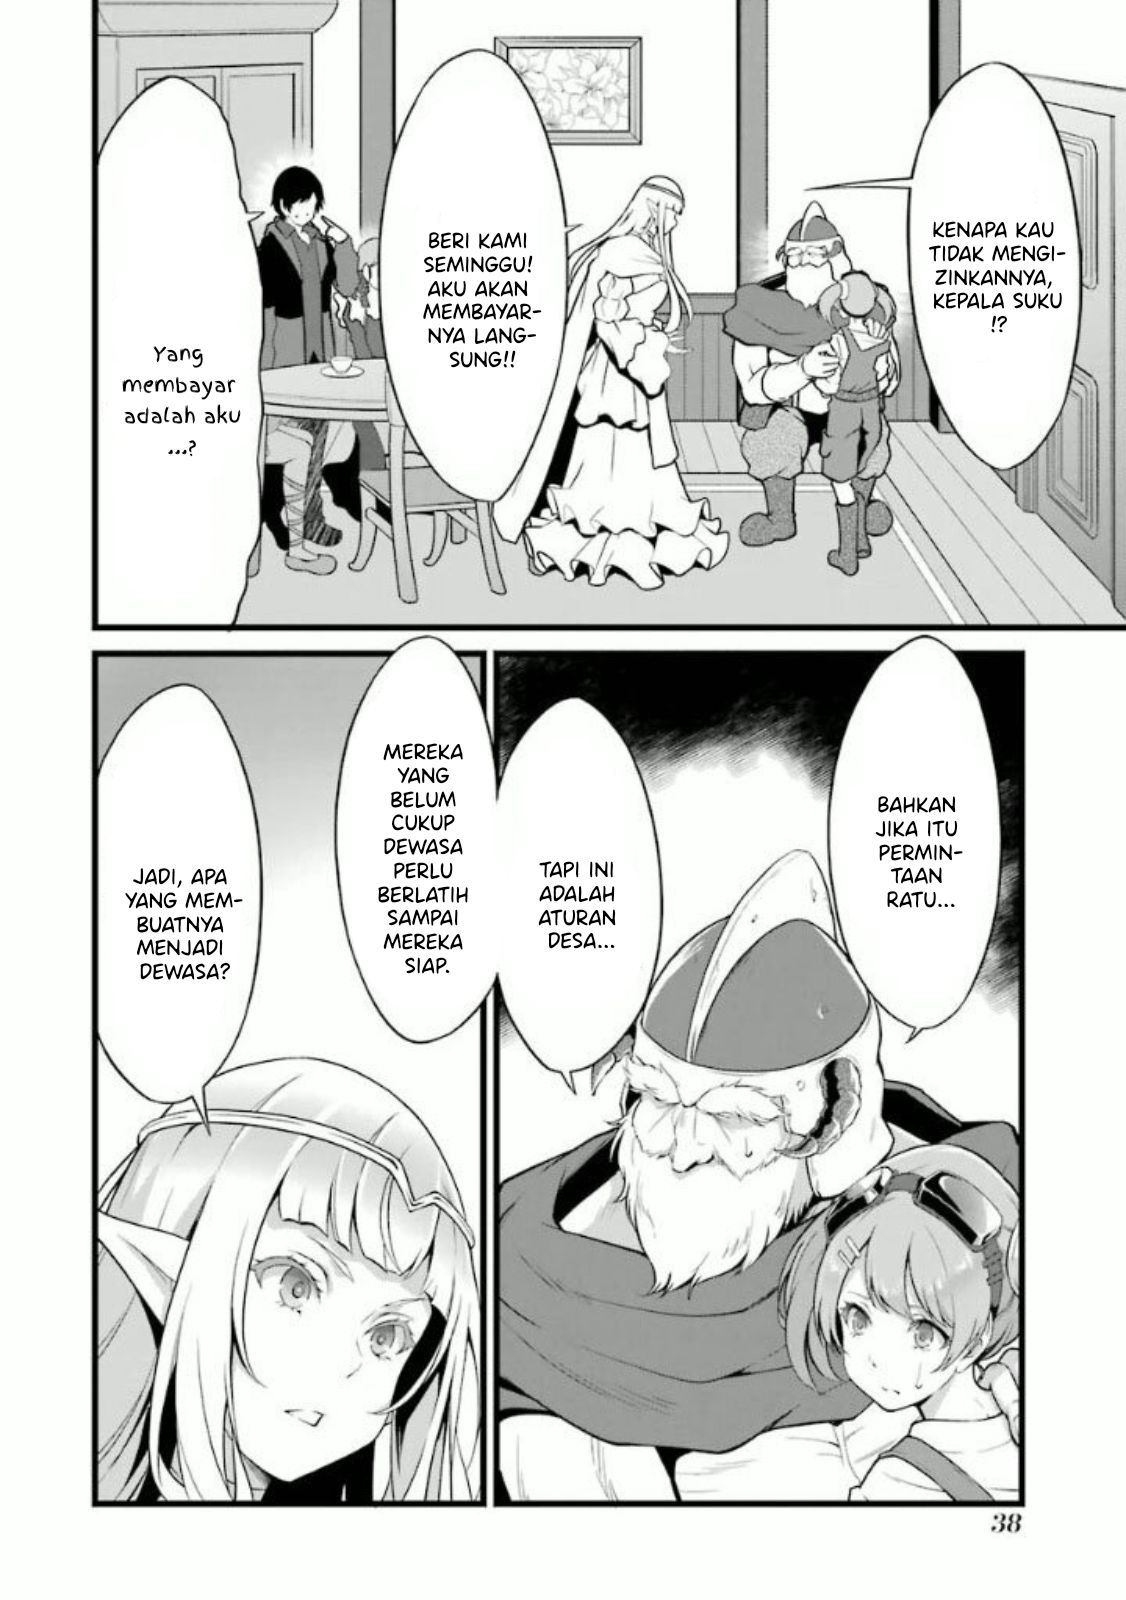 KENAPA KAU
TIDAK MENGI-
ZINKANNYA,
KEPALA SUKU
!?
BERI KAMI
SEMINGGU!
AKU AKAN
MEMBAYAR-
NYA LANG-
SUNG!!
Yang
membayar
adalah aku
...?
BAHKAN
JIKA ITU
PERMIN-
TAAN
RATU...
TAPI INI
ADALAH
ATURAN
DESA...
MEREKA
YANG
BELUM
CUKUP
DEWASA
PERLU
BERLATIH
SAMPAI
MEREKA
SIAP.
JADI, APA
YANG MEM-
BUATNYA
MENJADI
DEWASA?
38